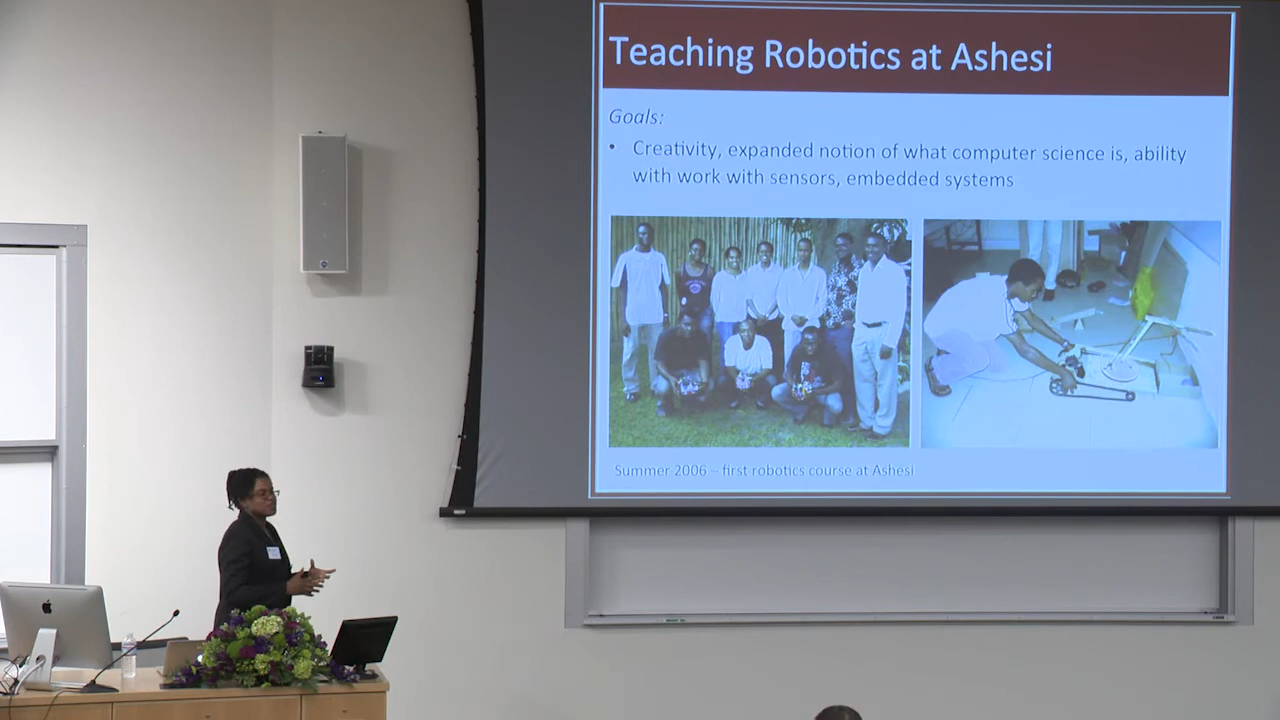 Teaching Robotics at Ashesi
Goals:
• Creativity, expanded notion of what computer science is, ability
with work with sensors, embedded systems
Summer 2006 – first robotics course at Ashesi